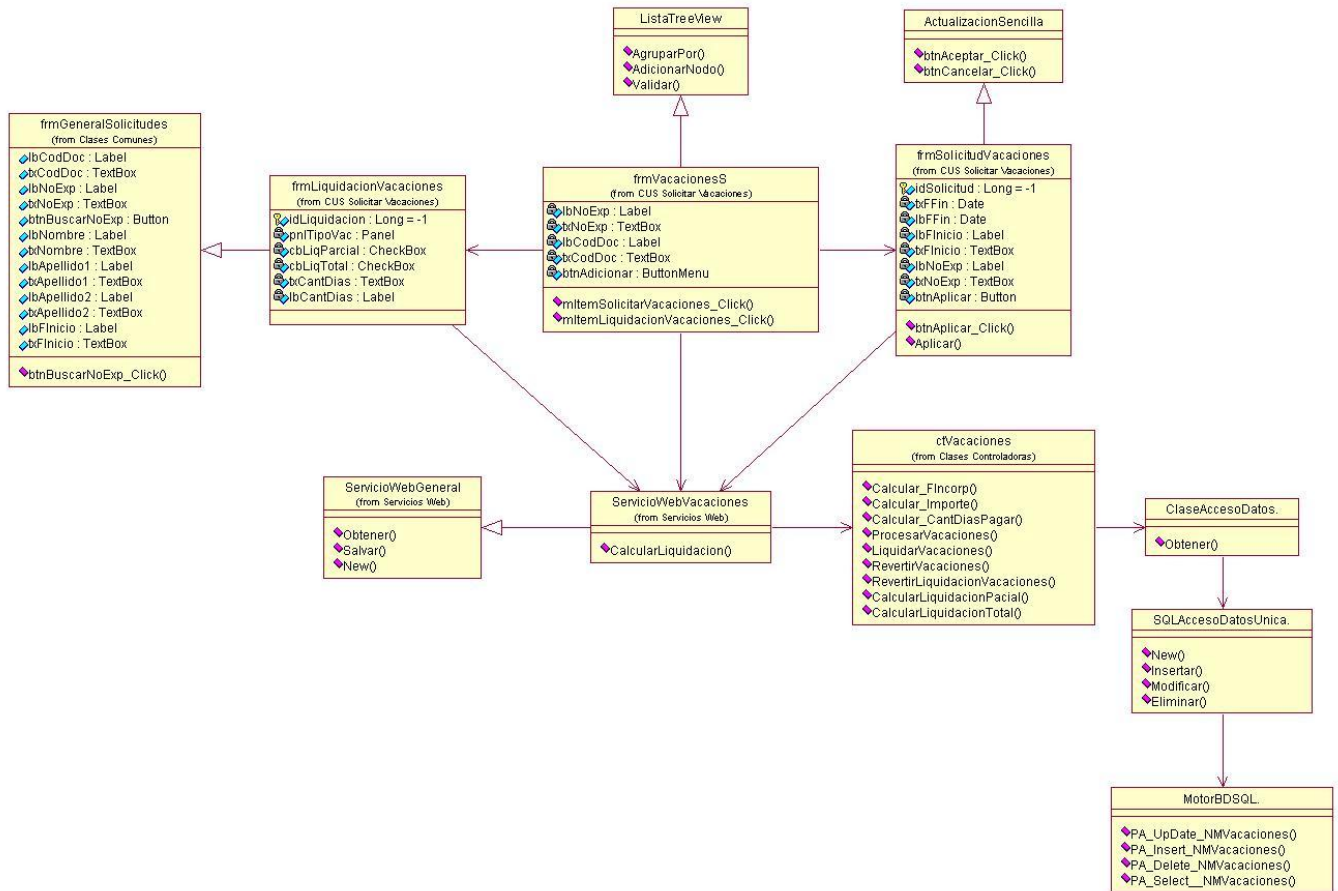 ListaTreeView
AgruparPor()
AdicionarNodo()
Validar()
ActualizacionSencilla
btnAceptar_Click()
btnCancelar_Click()
frmGeneralSolicitudes
(from Clases Comunes)
lbCodDoc : Label
txCodDoc : TextBox
lbNoExp : Label
txNoExp : TextBox
btnBuscarNoExp : Button
lbNombre : Label
txNombre : TextBox
lbApellido1 : Label
txApellido1 : TextBox
lbApellido2 : Label
txApellido2 : TextBox
lbFInicio : Label
txFInicio : TextBox
btnBuscarNoExp_Click()
frmLiquidacionVacaciones
(from CUS Solicitar Vacaciones)
idLiquidacion : Long = -1
pnlTipoVac : Panel
cbLiqParcial : CheckBox
cbLiqTotal : CheckBox
txCantDias : TextBox
lbCantDias : Label
frmVacacionesS
(from CUS Solicitar Vacaciones)
lbNoExp : Label
txNoExp : TextBox
lbCodDoc : Label
txCodDoc : TextBox
btnAdicionar : ButtonMenu
mItemSolicitarVacaciones_Click()
mItemLiquidacionVacaciones_Click()
frmSolicitudVacaciones
(from CUS Solicitar Vacaciones)
idSolicitud : Long = -1
txFFin : Date
lbFFin : Date
lbFInicio : Label
txFInicio : TextBox
lbNoExp : Label
txNoExp : TextBox
btnAplicar : Button
btnAplicar_Click()
Aplicar()
ServicioWebGeneral
(from Servicios Web)
Obtener()
Salvar()
New()
ServicioWebVacaciones
(from Servicios Web)
CalcularLiquidacion()
ctVacaciones
(from Clases Controladoras)
Calcular_FIncorp()
Calcular_Importe()
Calcular_CantDiasPagar()
ProcesarVacaciones()
LiquidarVacaciones()
RevertirVacaciones()
RevertirLiquidacionVacaciones()
CalcularLiquidacionPacial()
CalcularLiquidacionTotal()
ClaseAccesoDatos.
Obtener()
SQLAccesoDatosUnica.
New()
Insertar()
Modificar()
Eliminar()
MotorBDSQL.
PA_UpDate_NMVacaciones()
PA_Insert_NMVacaciones()
PA_Delete_NMVacaciones()
PA_Select__NMVacaciones()